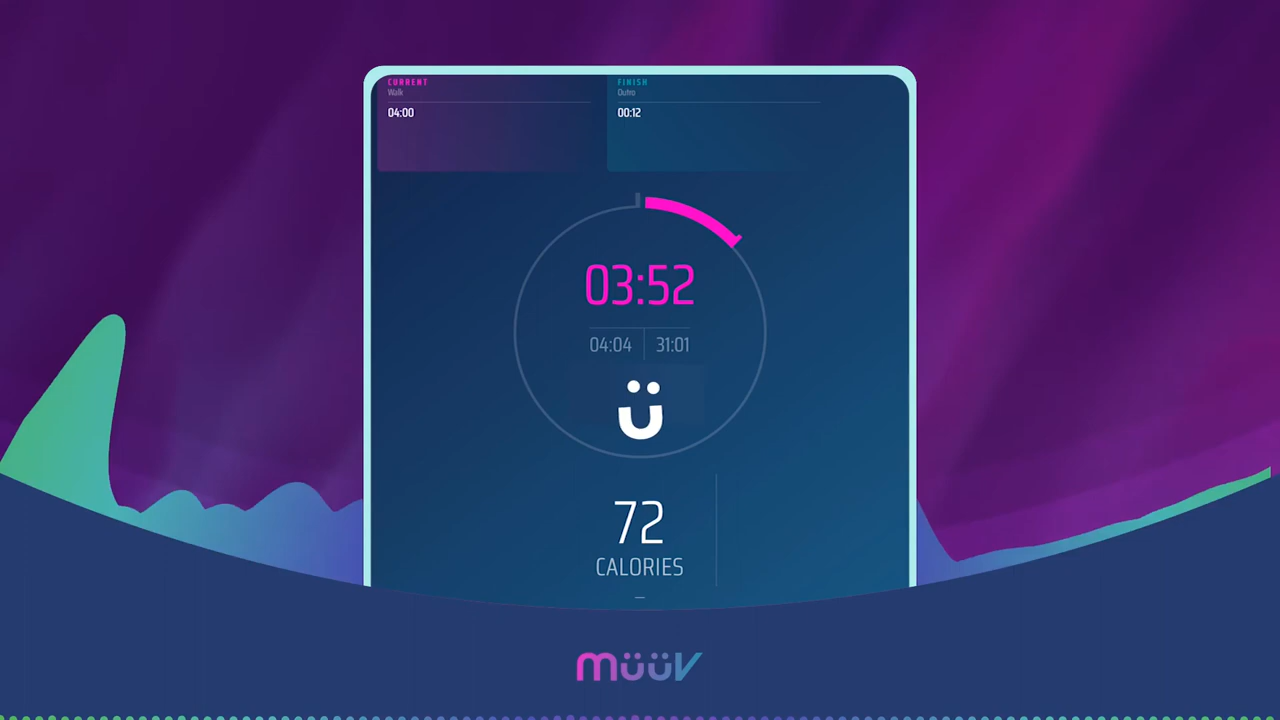 CURRENT
Walk
04:00
FINISH
Outro
00:12
03:52
04:04 31:01
ü
72
CALORIES
müüv